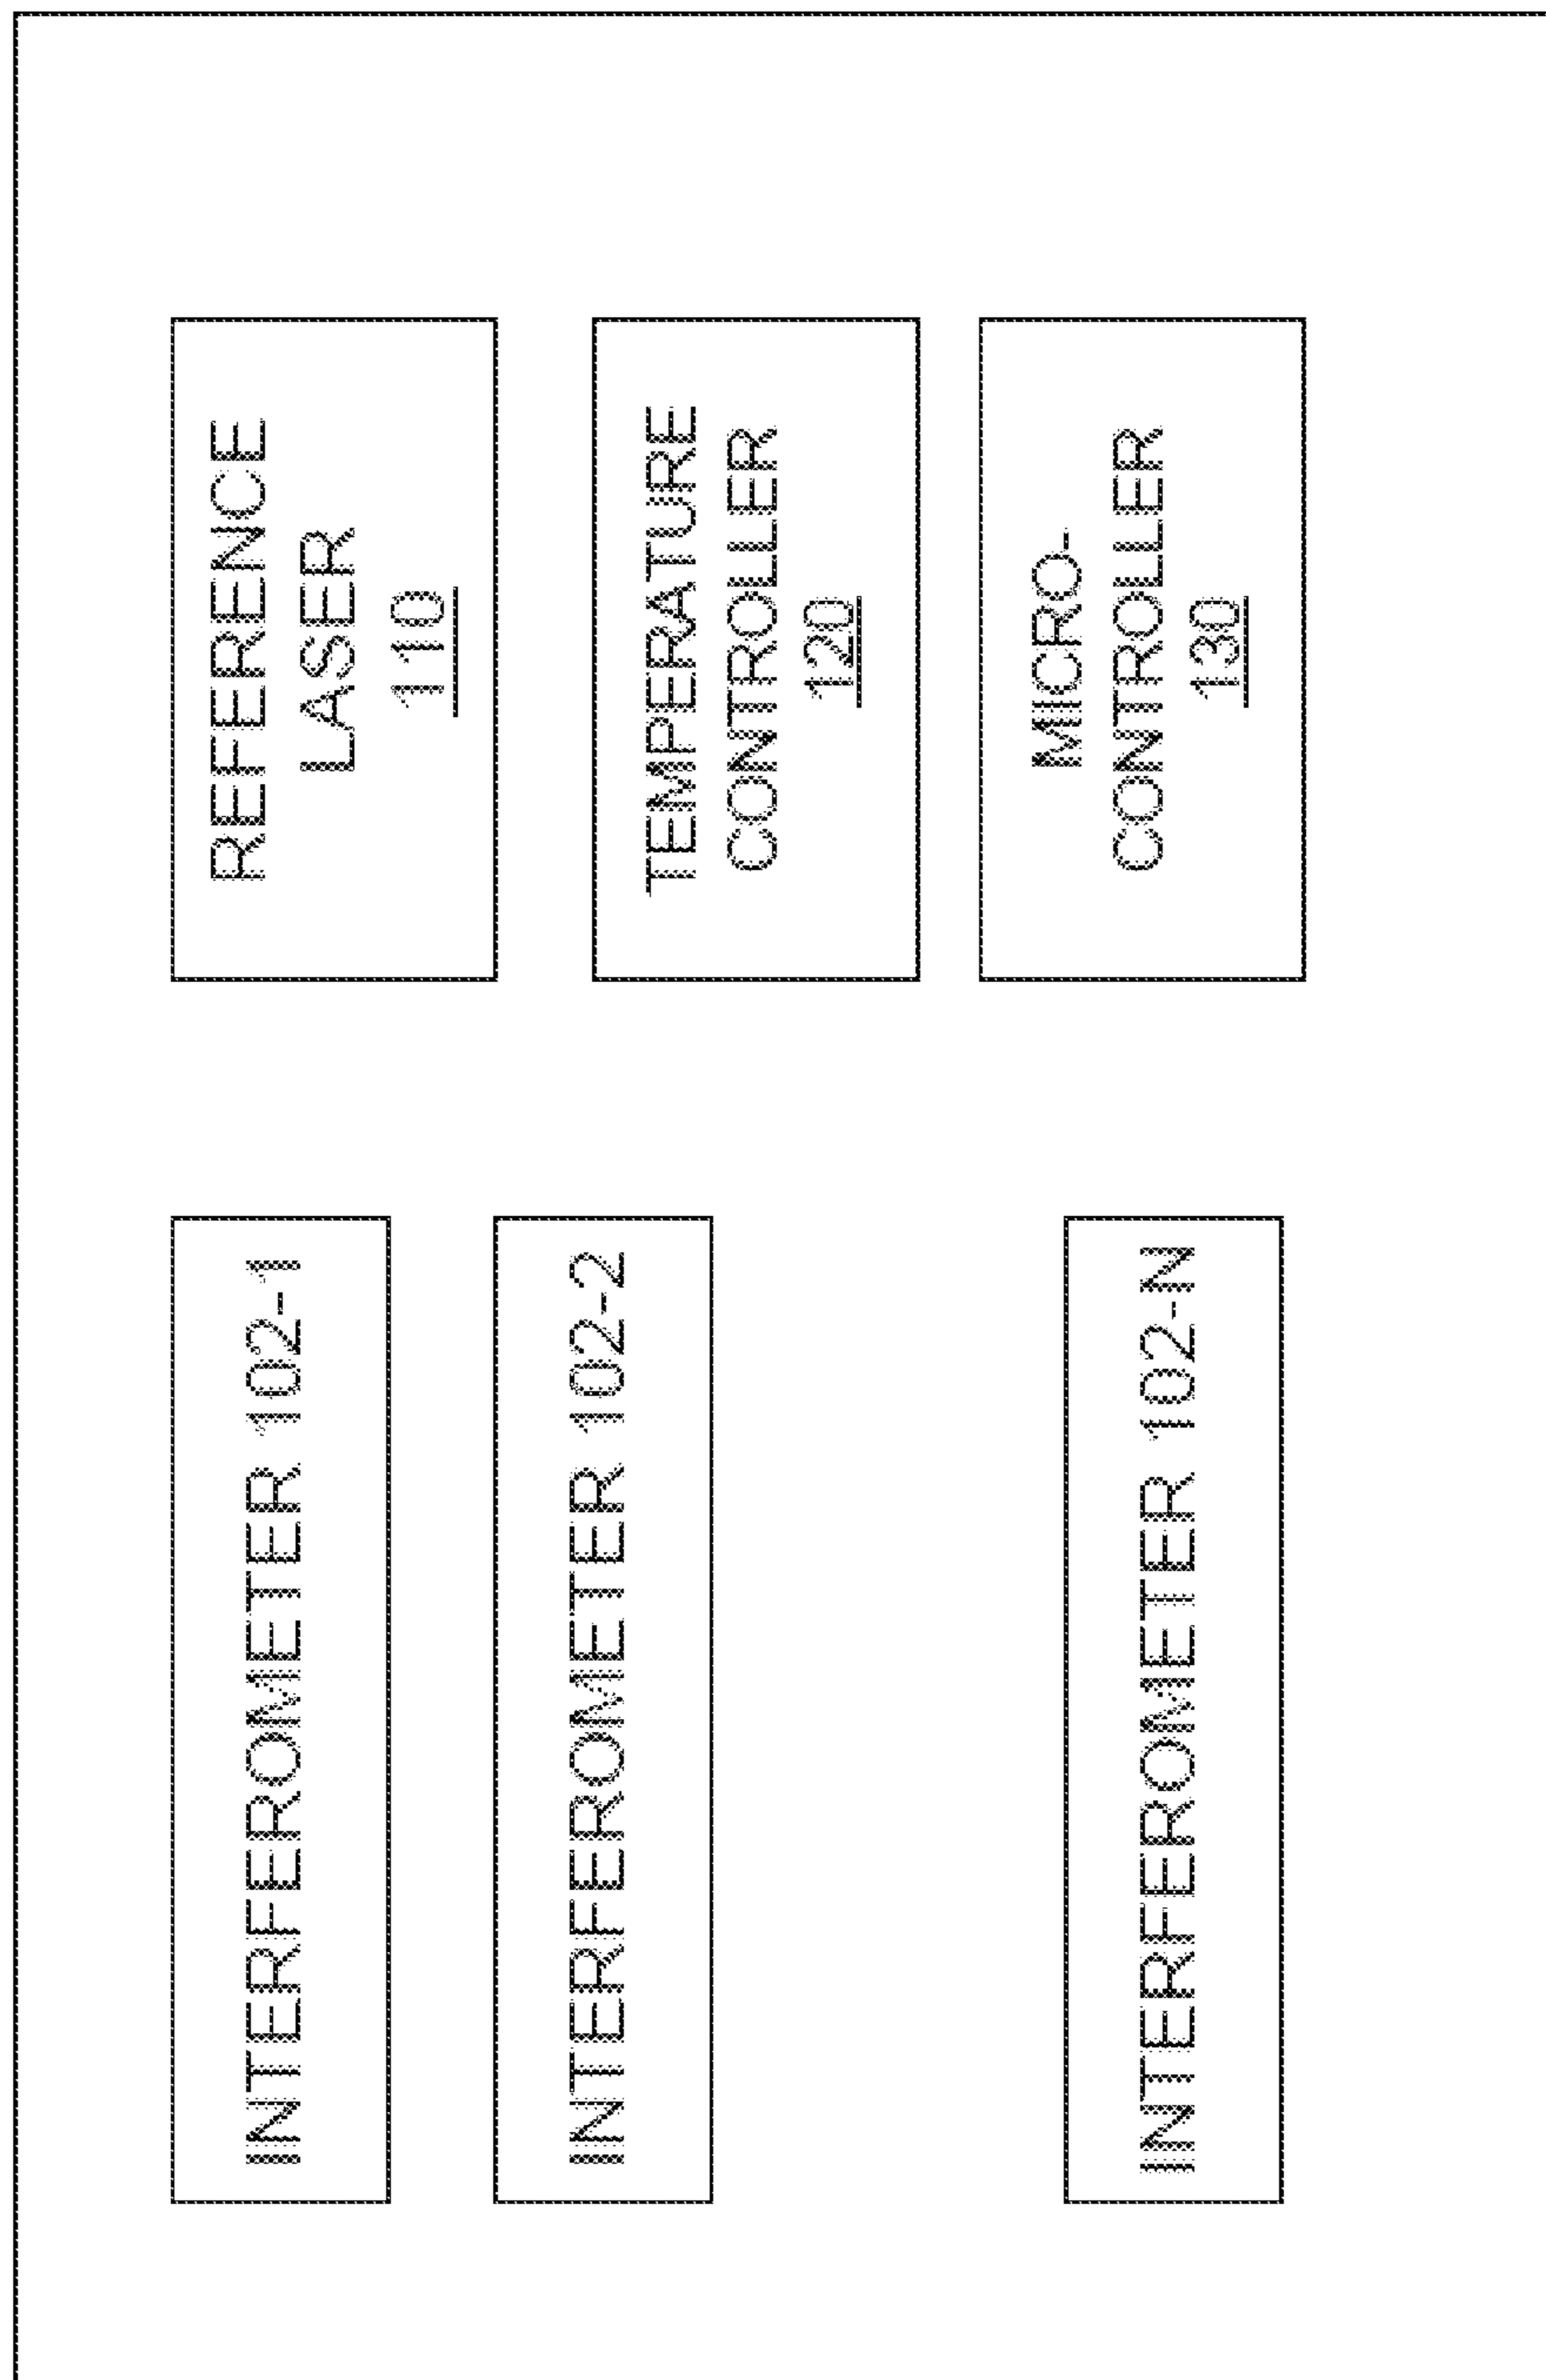 INTERFEROMETER 102-1
INTERFEROMETER 102-2
INTERFEROMETER 102-N
REFERENCE
LASER
110
TEMPERATURE
CONTROLLER
120
MICRO-
CONTROLLER
130